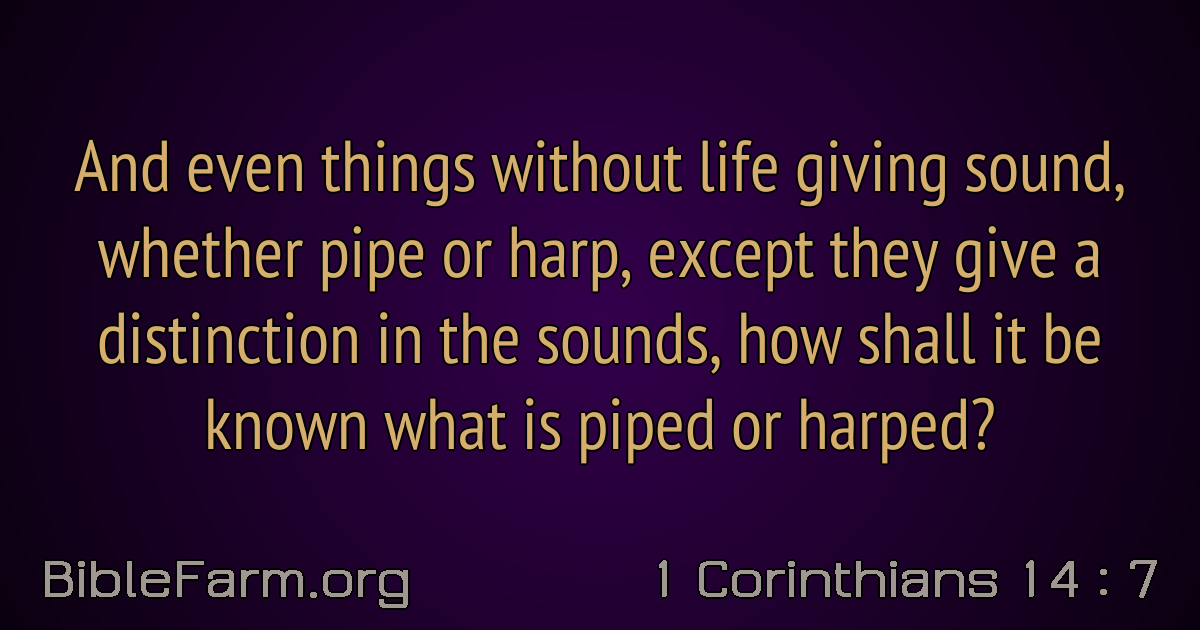 And even things without life giving sound,
whether pipe or harp, except they give a
distinction in the sounds, how shall it be
known what is piped or harped?
BibleFarm.org
1 Corinthians 14 : 7